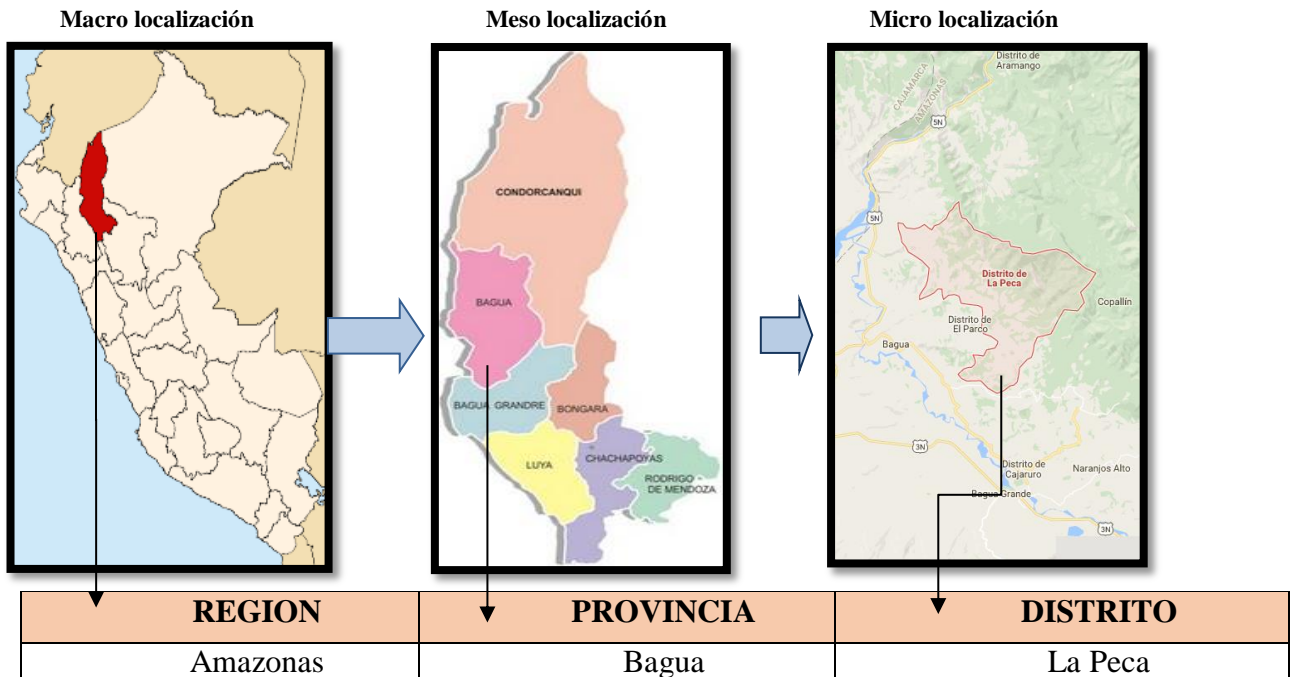 Macro localización
Meso localización
Micro localización
CONDORCANQUI
BAGUA
BAGUA GRANDRE
BONGARA
LUYA
CHACHAPOYAS
RODRIGO
DE MENDOZA
Distrito de
Aramango
CAJAMARCA
AMAZONAS
5N
5N
Distrito de
La Peca
Copallín
Distrito de
El Parco
Bagua
3N
Distrito de
Cajaruro
Naranjos Alto
Bagua Grande
3N
REGION
PROVINCIA
DISTRITO
Amazonas
Bagua
La Peca